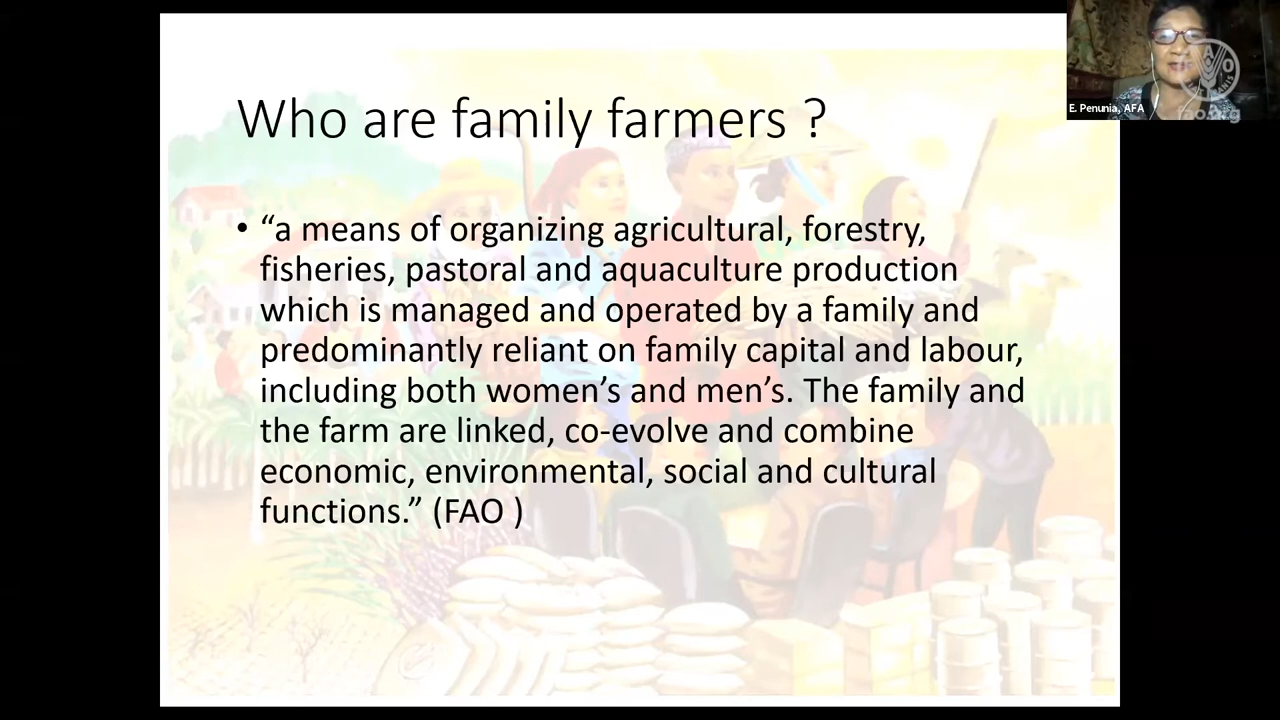 Who are family farmers ?
• “a means of organizing agricultural, forestry,
fisheries, pastoral and aquaculture production
which is managed and operated by a family and
predominantly reliant on family capital and labour,
including both women’s and men’s. The family and
the farm are linked, co-evolve and combine
economic, environmental, social and cultural
functions.” (FAO )
E. Penunia, AFA
fao.org